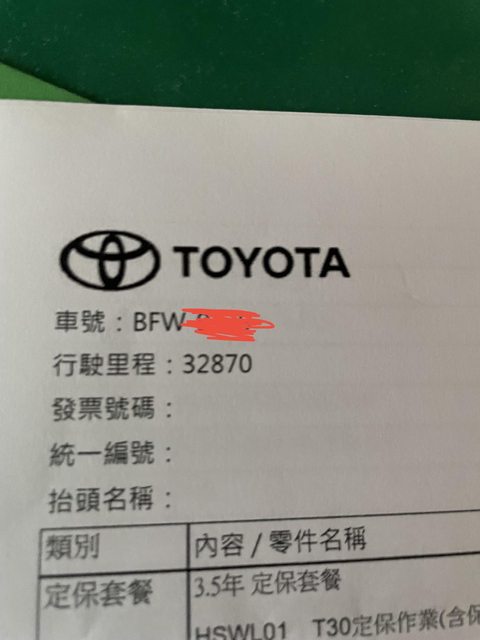 TOYOTA
車號：BFW-
行駛里程：32870
發票號碼：
統一編號：
抬頭名稱：
類別 內容 / 零件名稱
定保套餐 3.5年 定保套餐
HSWL01 T30定保作業(含保